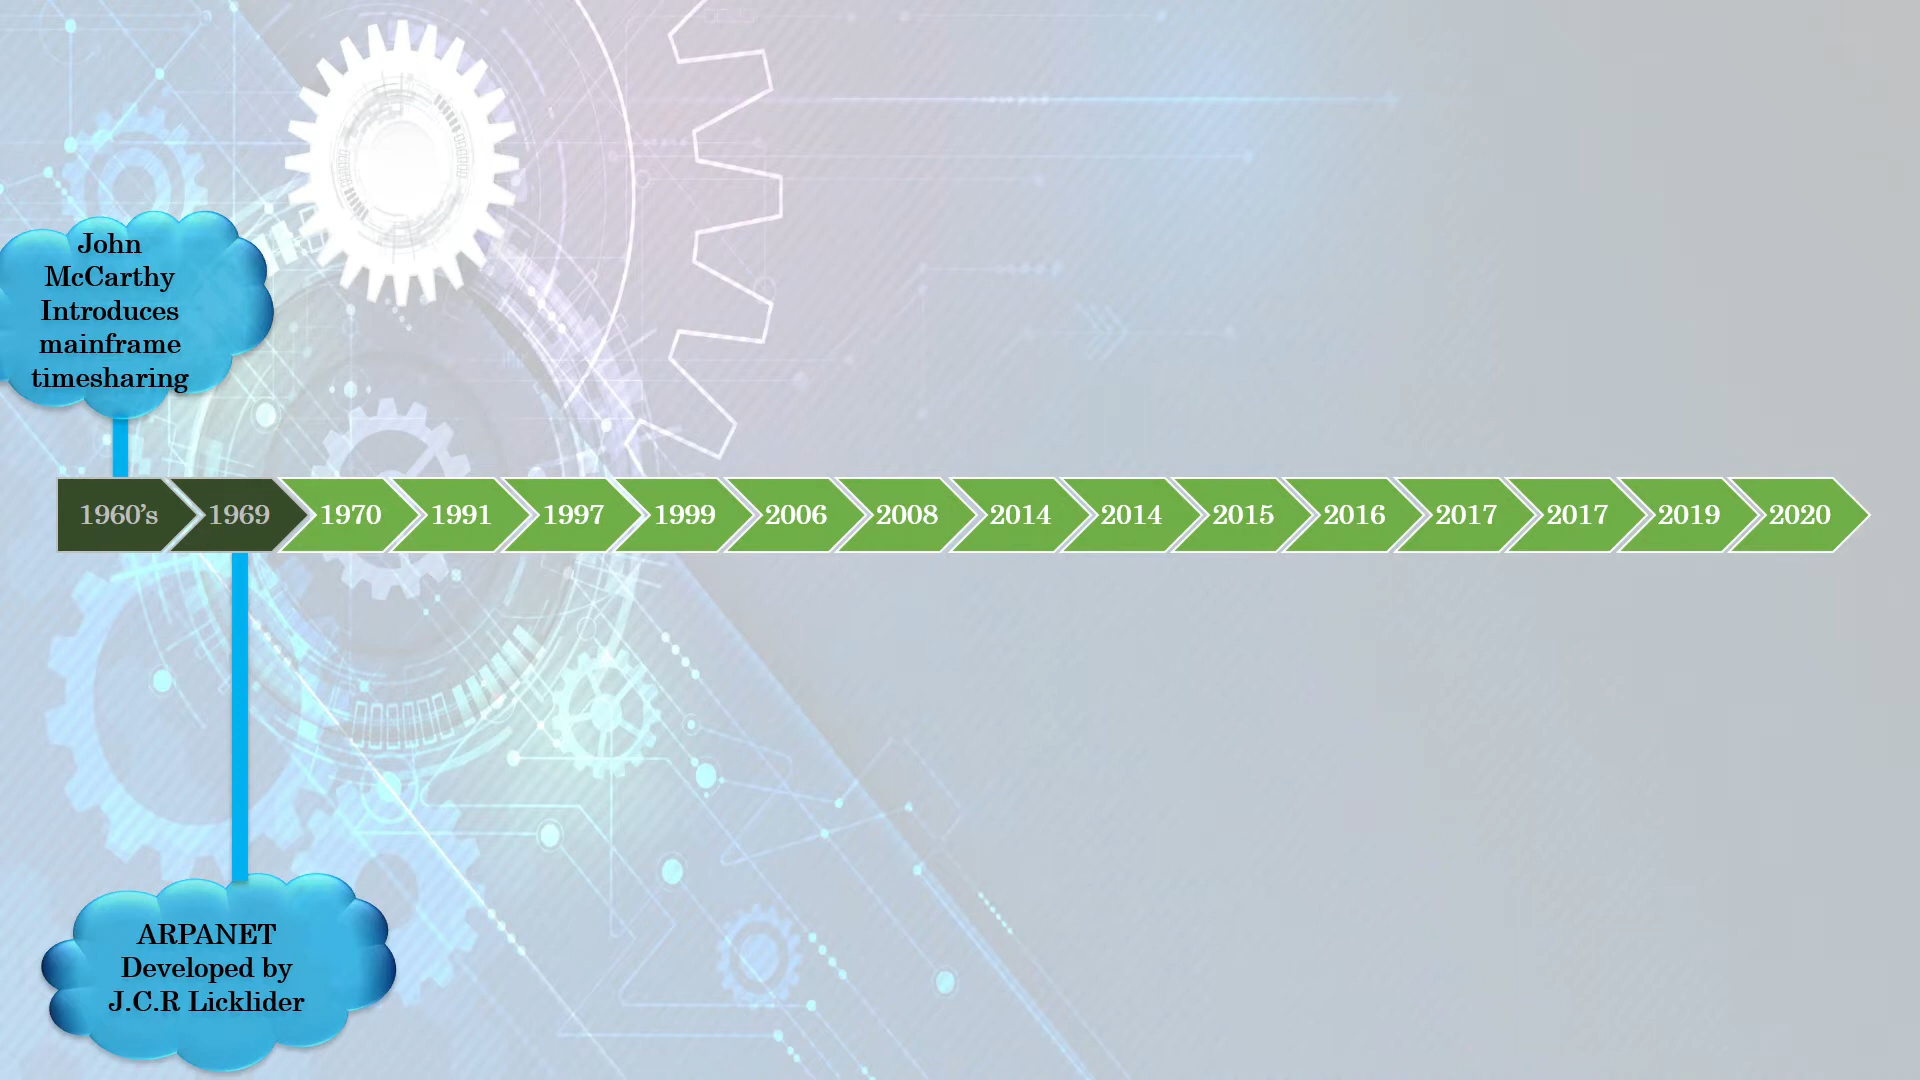 John
McCarthy
Introduces
mainframe
timesharing
1960’s 1969 1970 1991 1997 1999 2006 2008 2014 2014 2015 2016 2017 2017 2019 2020
ARPANET
Developed by
J.C.R Licklider